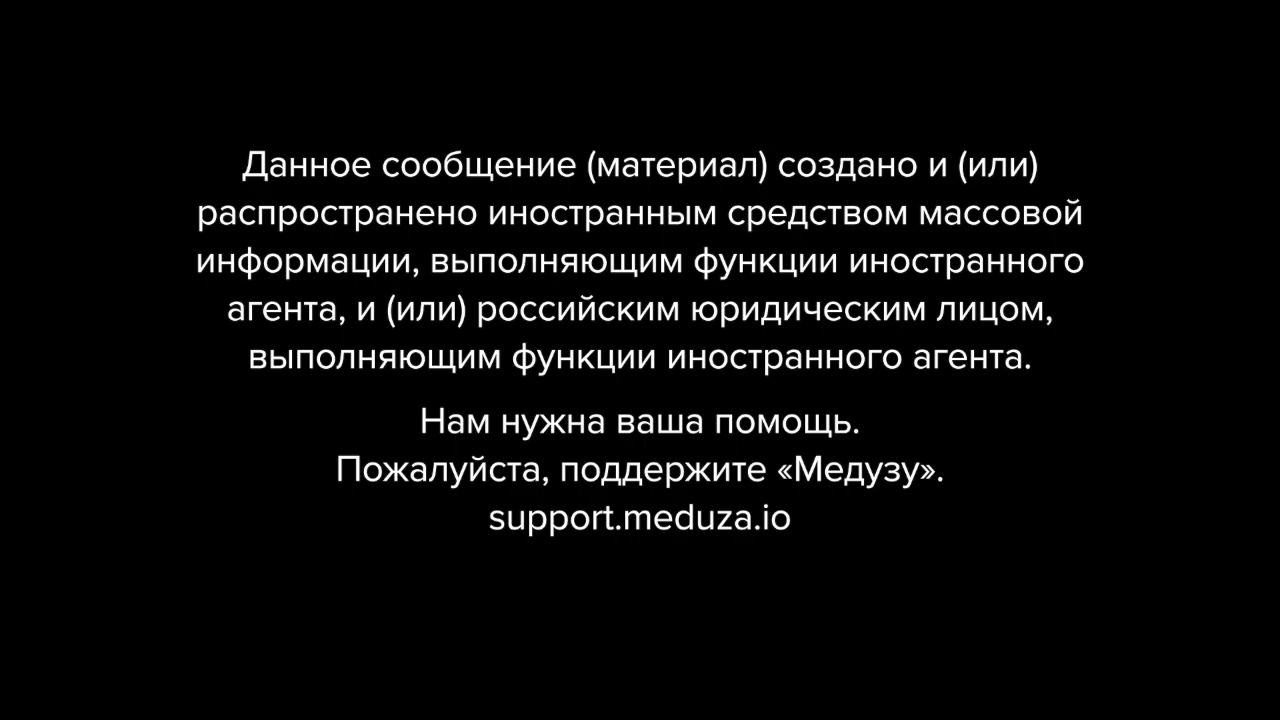 Данное сообщение (материал) создано и (или)
распространено иностранным средством массовой
информации, выполняющим функции иностранного
агента, и (или) российским юридическим лицом,
выполняющим функции иностранного агента.
Нам нужна ваша помощь.
Пожалуйста, поддержите «Медузу».
support.meduza.io